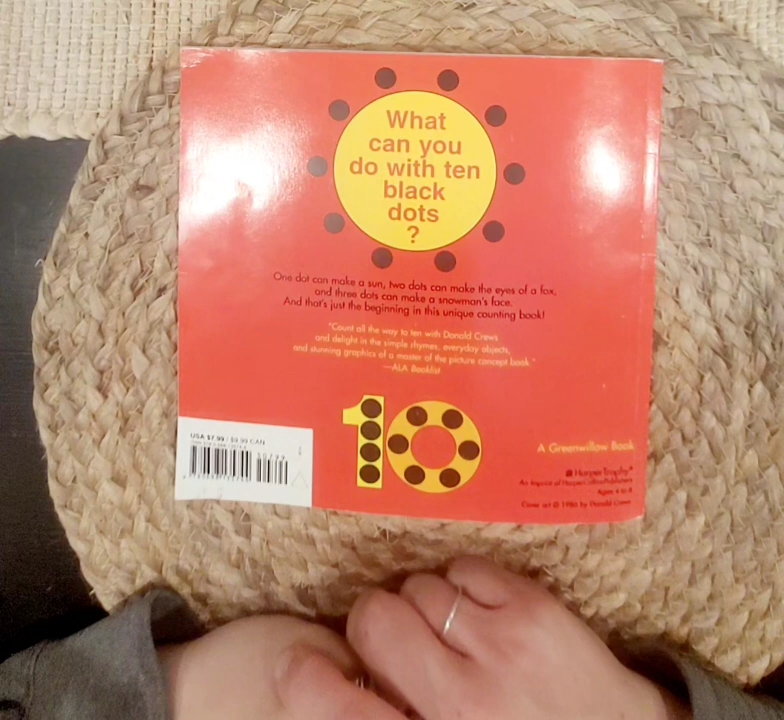 What
can you
do with ten
black
dots
?
One dot can make a sun, two dots can make the eyes of a fox,
and three dots can make a snowman's face.
And that's just the beginning in this unique counting book!
"Count all the way to ten with Donald Crews
and delight in the simple rhymes, everyday objects,
and stunning graphics of a master of the picture concept book."
—ALA Booklist
10
USA $7.99 / $9.99 CAN
A Greenwillow Book
HarperTrophy®
An Imprint of HarperCollinsPublishers
Ages 4 to 8
Cover art © 1986 by Donald Crews